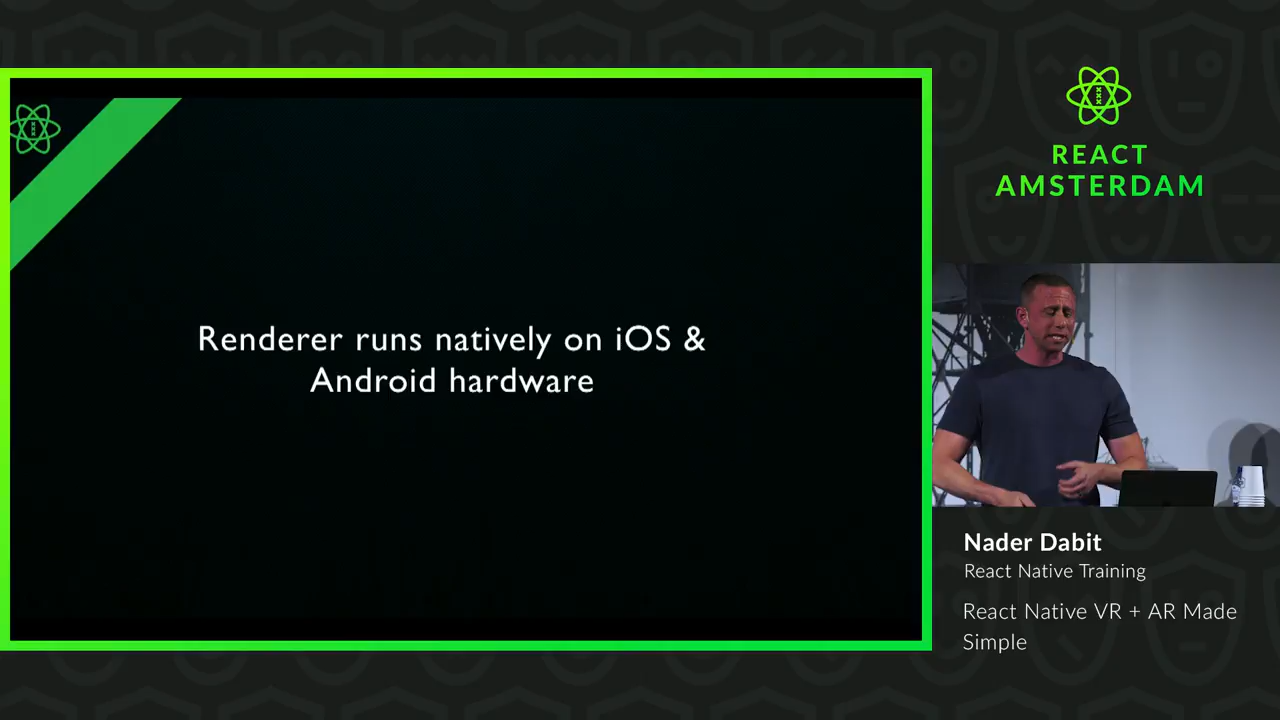 Renderer runs natively on iOS &
Android hardware
REACT
AMSTERDAM
Nader Dabit
React Native Training
React Native VR + AR Made
Simple